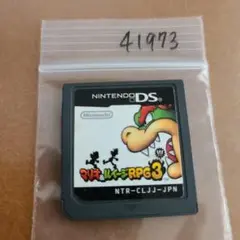 41973
NINTENDO DS
Nintendo
マリオ&ルイージRPG3!!!
NTR-CLJJ-JPN